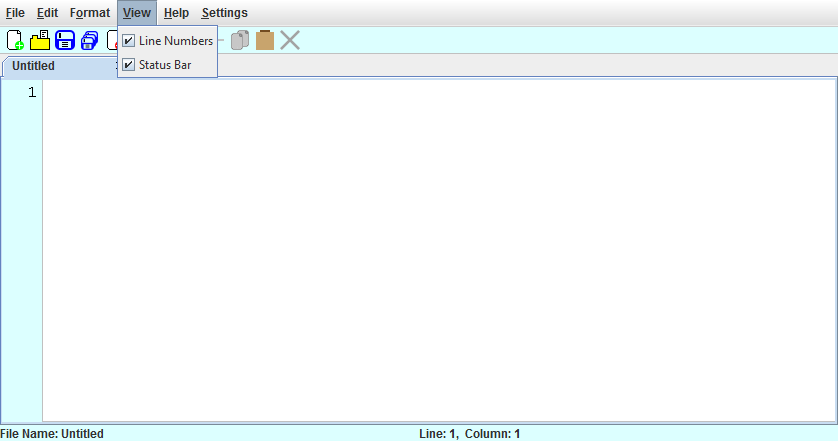 File Edit Format View Help Settings
Line Numbers
Status Bar
Untitled
1
File Name: Untitled Line: 1, Column: 1